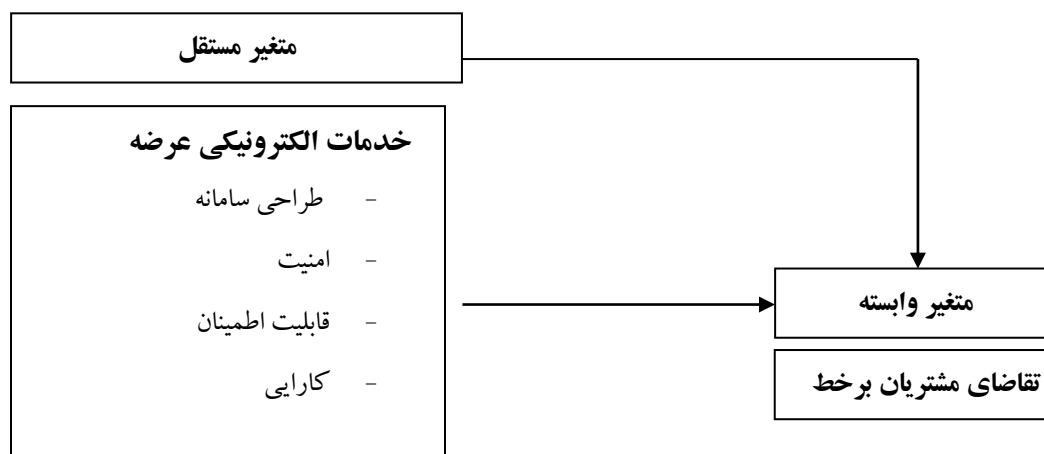 متغیر مستقل
خدمات الکترونیکی عرضه
- طراحی سامانه
- امنیت
- قابلیت اطمینان
- کارایی
متغیر وابسته
تقاضای مشتریان برخط